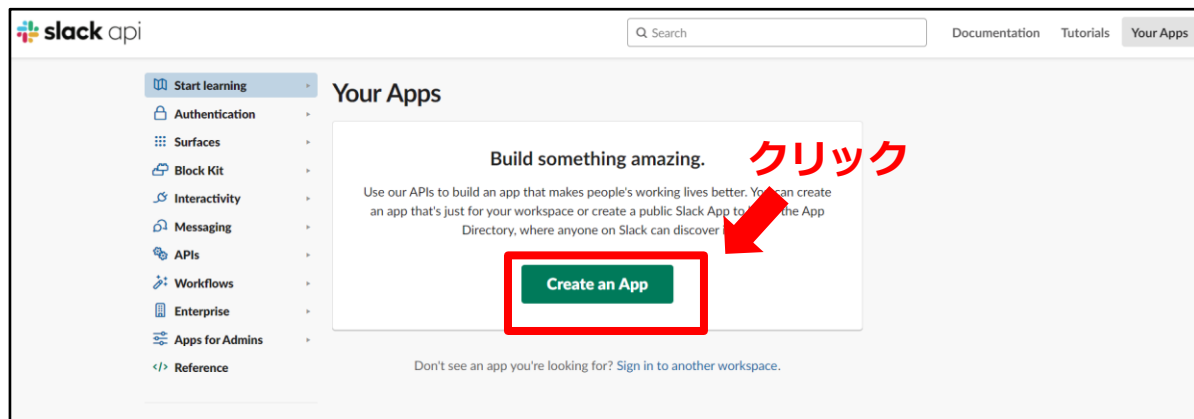 slack api
Search
Documentation
Tutorials
Your Apps
Start learning
Authentication
Surfaces
Block Kit
Interactivity
Messaging
APIs
Workflows
Enterprise
Apps for Admins
</> Reference
Your Apps
Build something amazing.
クリック
Use our APIs to build an app that makes people's working lives better. You can create
an app that's just for your workspace or create a public Slack App to the App
Directory, where anyone on Slack can discover
Create an App
Don't see an app you're looking for? Sign in to another workspace.